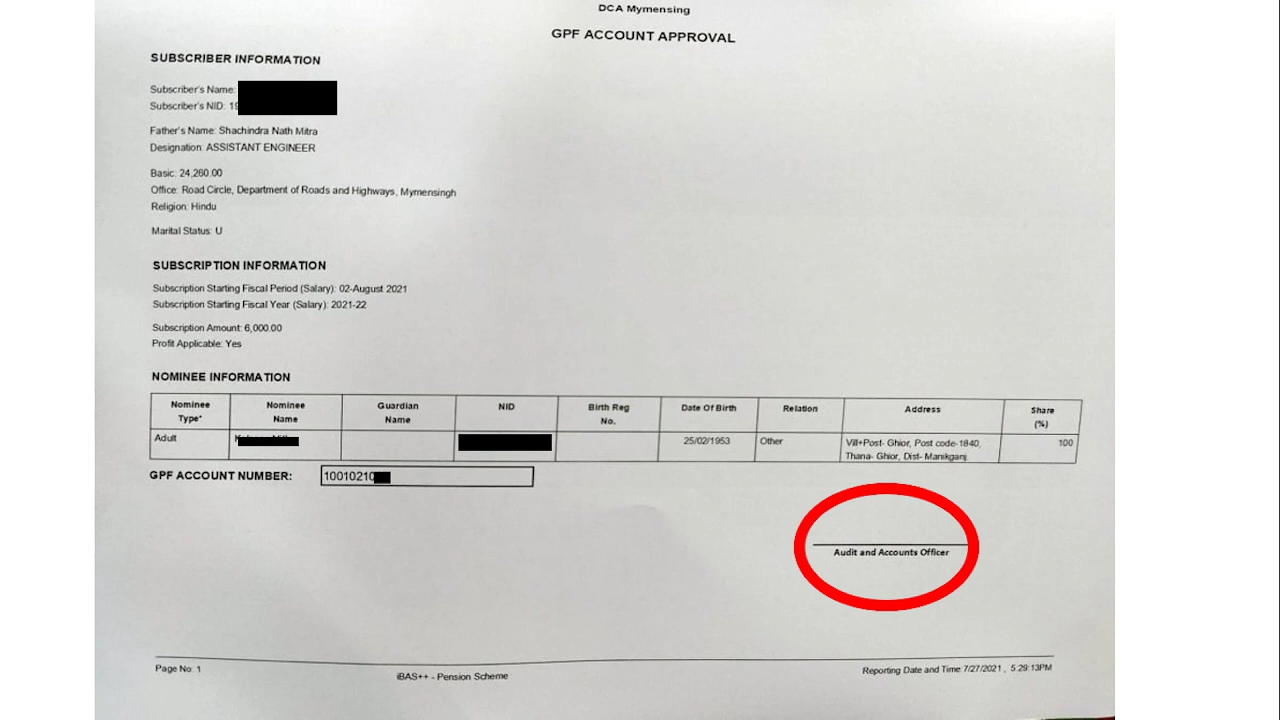 DCA Mymensing
GPF ACCOUNT APPROVAL
SUBSCRIBER INFORMATION
Subscriber's Name:
Subscriber's NID: 19
Father's Name: Shachindra Nath Mitra
Designation: ASSISTANT ENGINEER
Basic: 24,260.00
Office: Road Circle, Department of Roads and Highways, Mymensingh
Religion: Hindu
Marital Status: U
SUBSCRIPTION INFORMATION
Subscription Starting Fiscal Period (Salary): 02-August 2021
Subscription Starting Fiscal Year (Salary): 2021-22
Subscription Amount: 6,000.00
Profit Applicable: Yes
NOMINEE INFORMATION
Nominee Type* Nominee Name Guardian Name NID Birth Reg No. Date Of Birth Relation Address Share (%)
Adult 25/02/1953 Other Vill+Post- Ghior, Post code-1840, 100
Thana- Ghior, Dist- Manikganj.
GPF ACCOUNT NUMBER: 10010210
Audit and Accounts Officer
Page No: 1
iBAS++ - Pension Scheme
Reporting Date and Time:7/27/2021 , 5:29:13PM